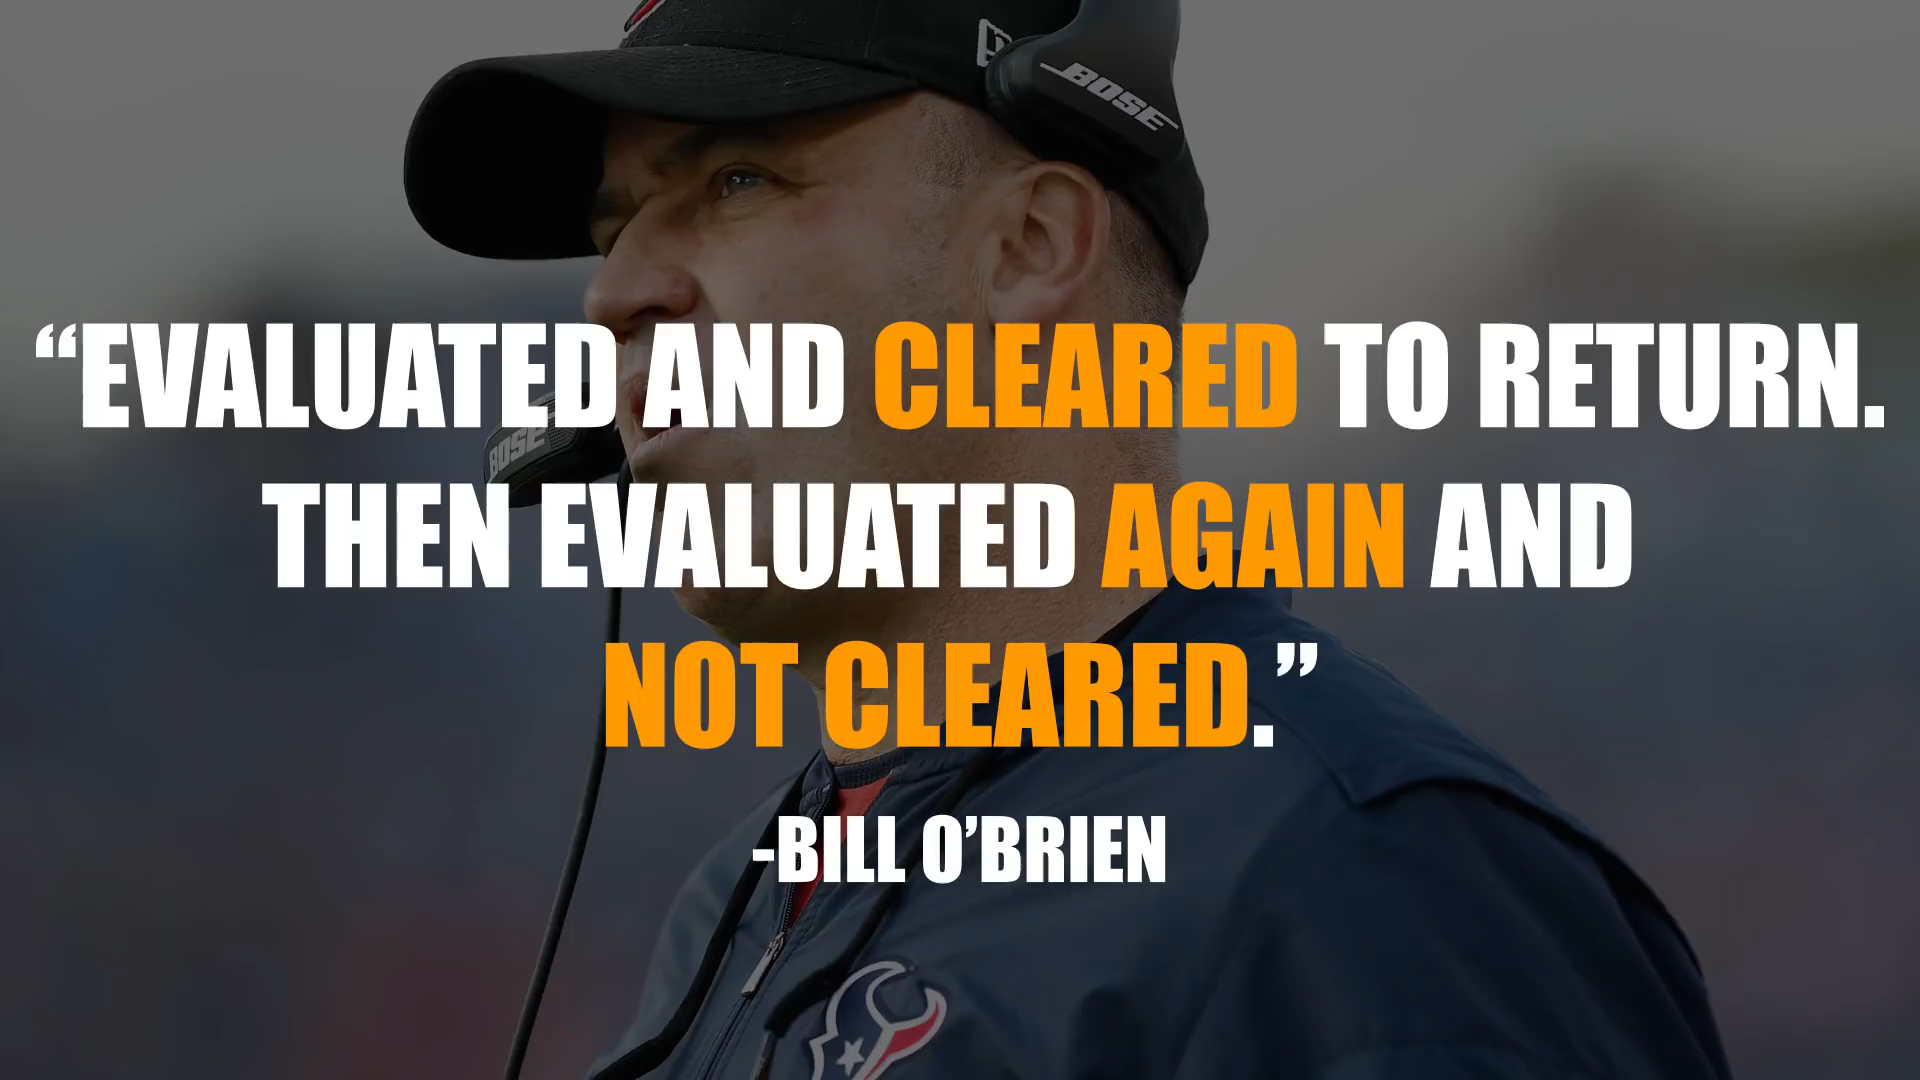 BOSE
BOSE
“EVALUATED AND CLEARED TO RETURN.
THEN EVALUATED AGAIN AND
NOT CLEARED.”
-BILL O’BRIEN